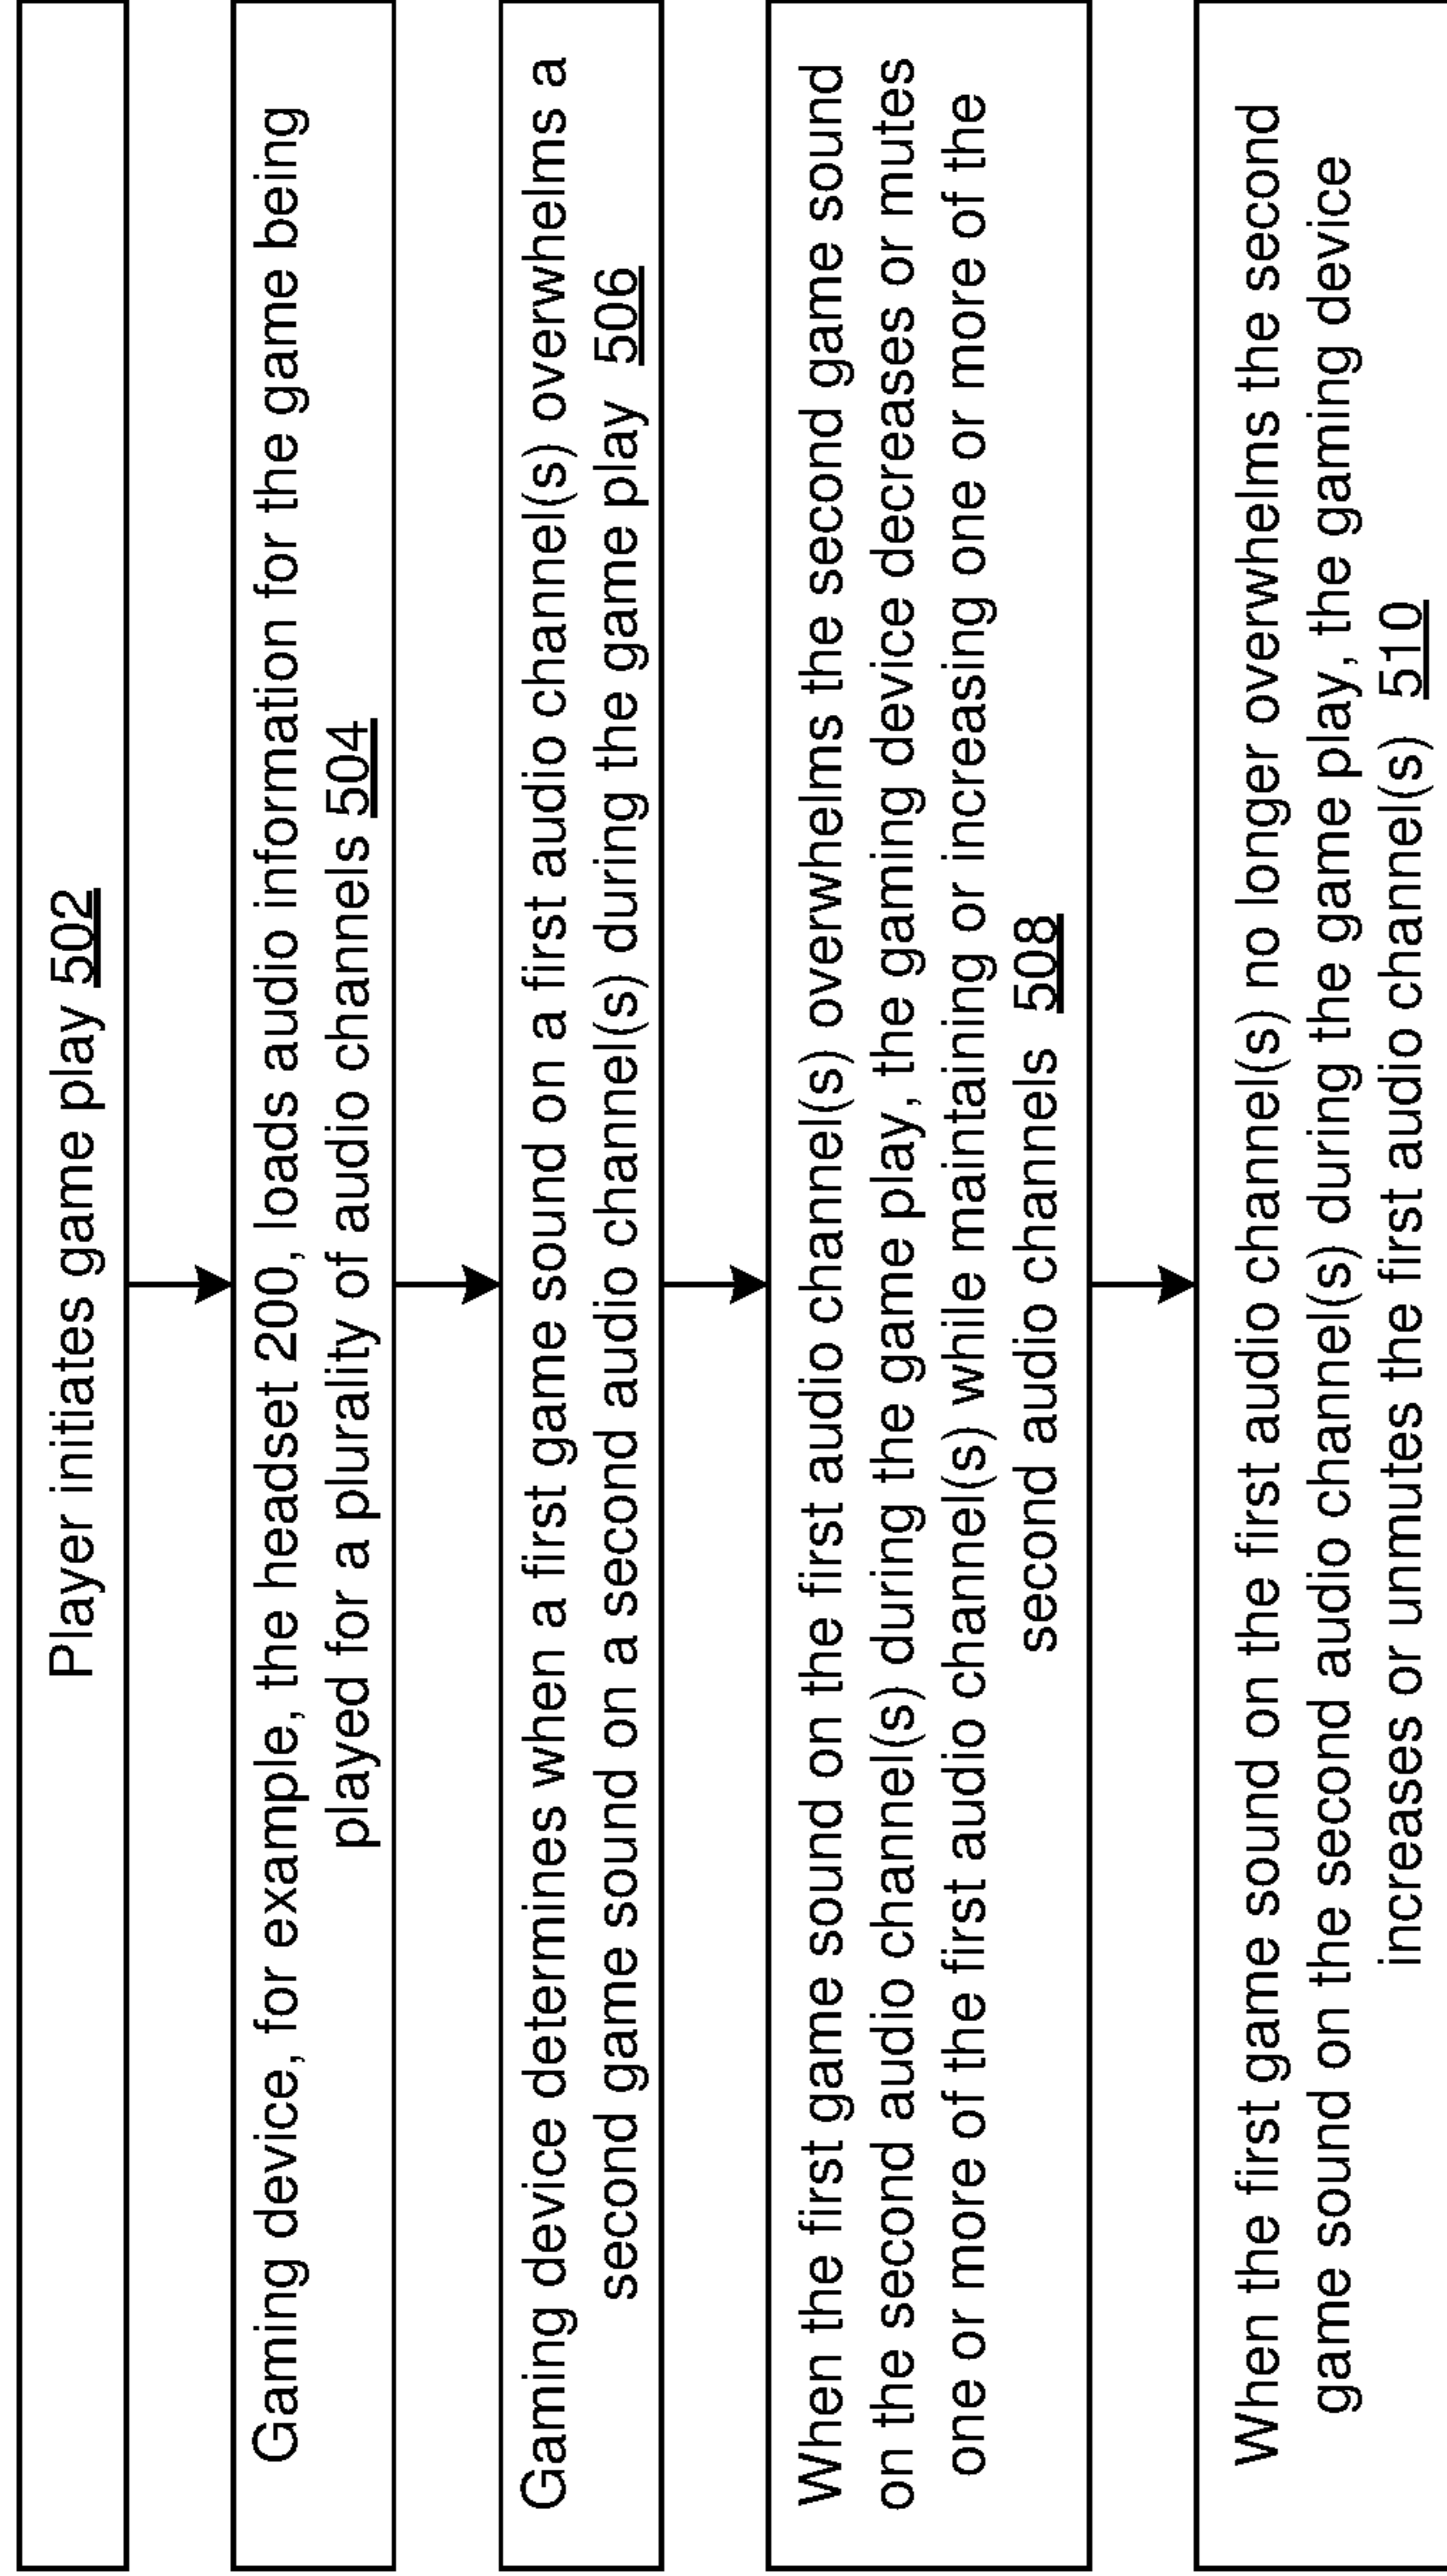 Player initiates game play 502
Gaming device, for example, the headset 200, loads audio information for the game being
played for a plurality of audio channels 504
Gaming device determines when a first game sound on a first audio channel(s) overwhelms a
second game sound on a second audio channel(s) during the game play 506
When the first game sound on the first audio channel(s) overwhelms the second game sound
on the second audio channel(s) during the game play, the gaming device decreases or mutes
one or more of the first audio channel(s) while maintaining or increasing one or more of the
second audio channels 508
When the first game sound on the first audio channel(s) no longer overwhelms the second
game sound on the second audio channel(s) during the game play, the gaming device
increases or unmutes the first audio channel(s) 510